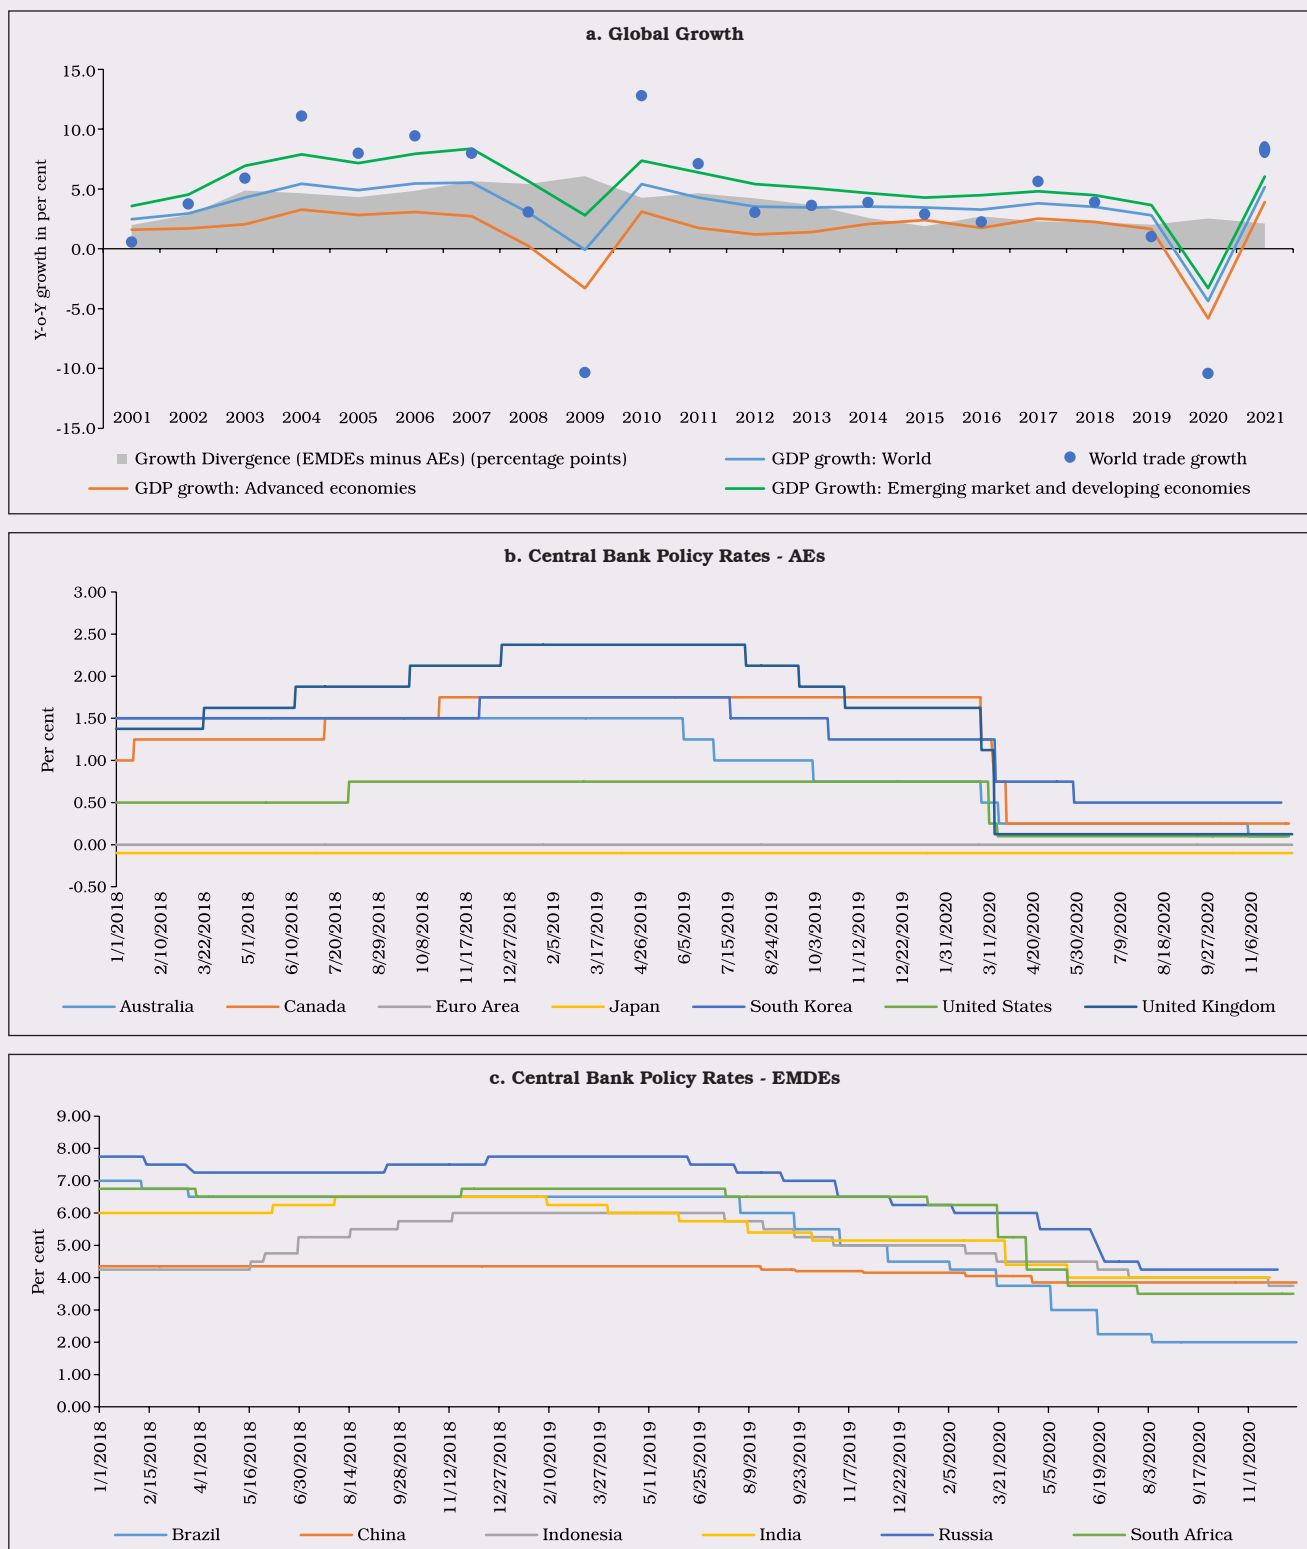 a. Global Growth
Y-o-Y growth in per cent
15.0
10.0
5.0
0.0
-5.0
-10.0
-15.0
2001 2002 2003 2004 2005 2006 2007 2008 2009 2010 2011 2012 2013 2014 2015 2016 2017 2018 2019 2020 2021
Growth Divergence (EMDEs minus AEs) (percentage points) GDP growth: World World trade growth
GDP growth: Advanced economies GDP Growth: Emerging market and developing economies
b. Central Bank Policy Rates - AEs
Per cent
3.00
2.50
2.00
1.50
1.00
0.50
0.00
-0.50
1/1/2018 2/10/2018 3/22/2018 5/1/2018 6/10/2018 7/20/2018 8/29/2018 10/8/2018 11/17/2018 12/27/2018 2/5/2019 3/17/2019 4/26/2019 6/5/2019 7/15/2019 8/24/2019 10/3/2019 11/12/2019 12/22/2019 1/31/2020 3/11/2020 4/20/2020 5/30/2020 7/9/2020 8/18/2020 9/27/2020 11/6/2020
Australia Canada Euro Area Japan South Korea United States United Kingdom
c. Central Bank Policy Rates - EMDEs
Per cent
9.00
8.00
7.00
6.00
5.00
4.00
3.00
2.00
1.00
0.00
1/1/2018 2/15/2018 4/1/2018 5/16/2018 6/30/2018 8/14/2018 9/28/2018 11/12/2018 12/27/2018 2/10/2019 3/27/2019 5/11/2019 6/25/2019 8/9/2019 9/23/2019 11/7/2019 12/22/2019 2/5/2020 3/21/2020 5/5/2020 6/19/2020 8/3/2020 9/17/2020 11/1/2020
Brazil China Indonesia India Russia South Africa